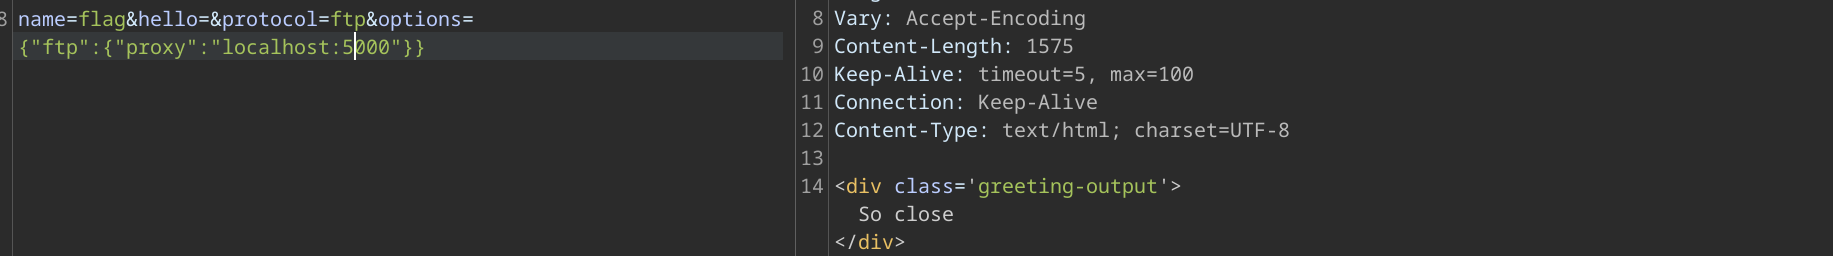 8 name=flag&hello=&protocol=ftp&options=
{"ftp":{"proxy":"localhost:5000"}}
8 Vary: Accept-Encoding
9 Content-Length: 1575
10 Keep-Alive: timeout=5, max=100
11 Connection: Keep-Alive
12 Content-Type: text/html; charset=UTF-8
13
14 <div class='greeting-output'>
So close
</div>